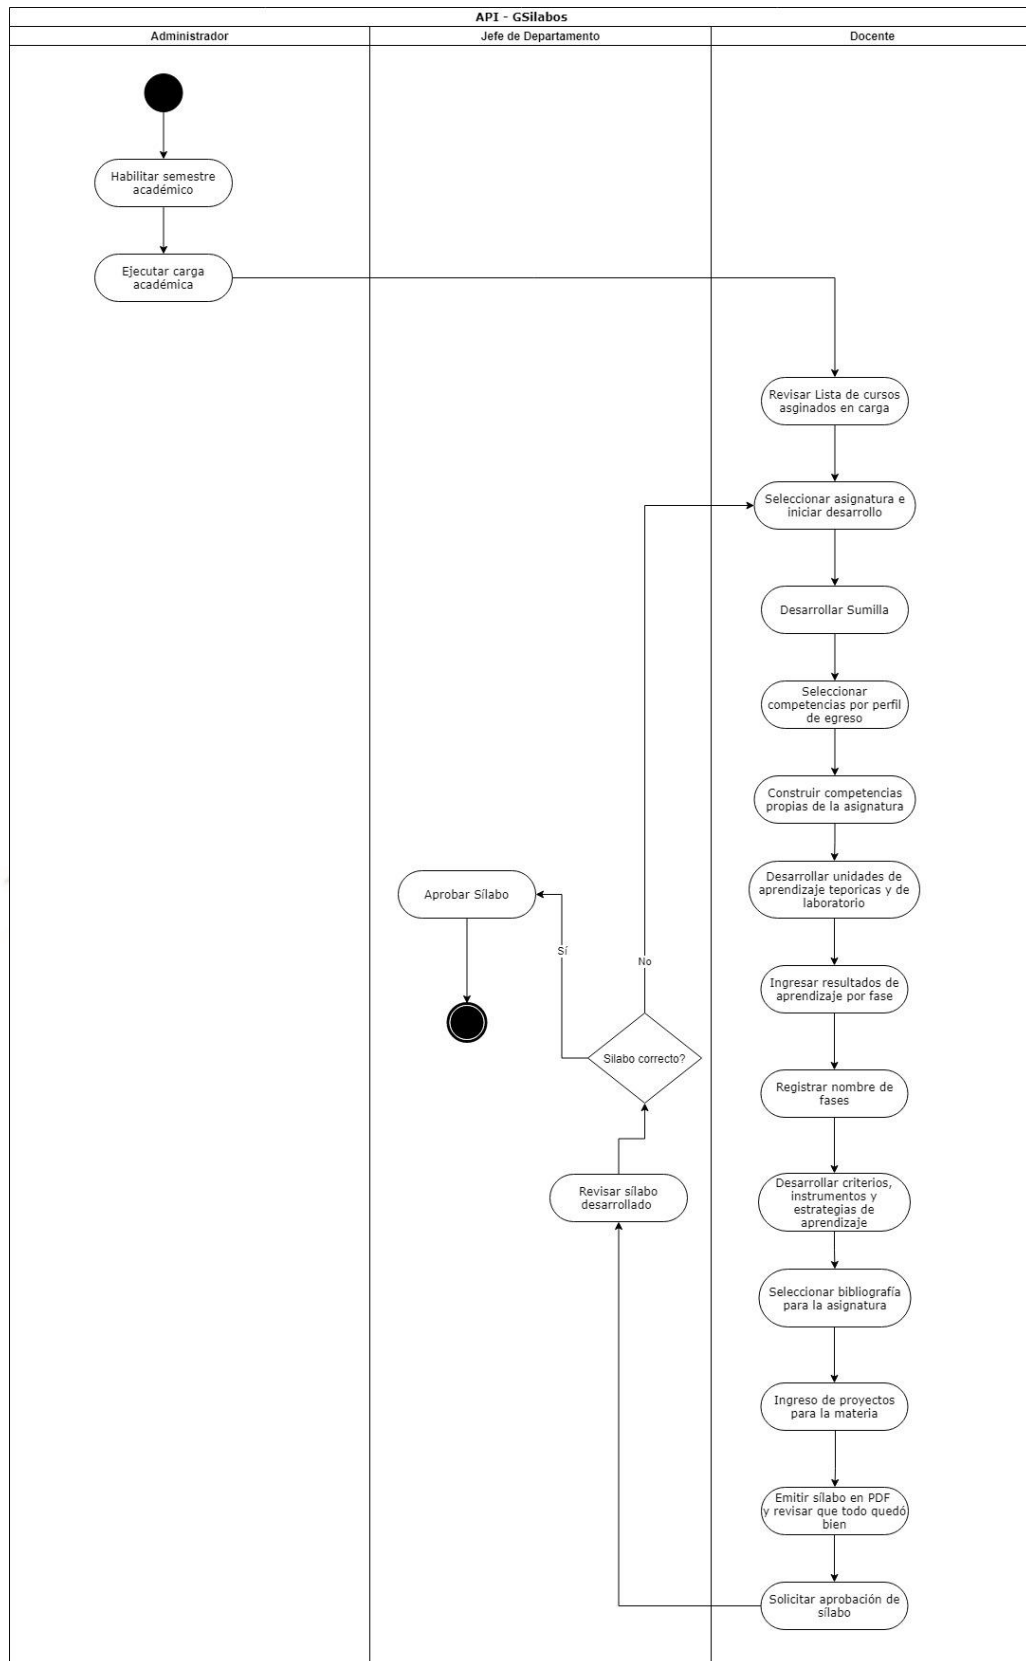 API - GSilabos
Administrador
Jefe de Departamento
Docente
Habilitar semestre
académico
Ejecutar carga
académica
Revisar Lista de cursos
asginados en carga
Seleccionar asignatura e
iniciar desarrollo
Desarrollar Sumilla
Seleccionar
competencias por perfil
de egreso
Construir competencias
propias de la asignatura
Desarrollar unidades de
aprendizaje teporicas y de
laboratorio
Ingresar resultados de
aprendizaje por fase
Registrar nombre de
fases
Desarrollar criterios,
instrumentos y
estrategias de
aprendizaje
Seleccionar bibliografía
para la asignatura
Ingreso de proyectos
para la materia
Emitir sílabo en PDF
y revisar que todo quedó
bien
Solicitar aprobación de
sílabo
Revisar sílabo
desarrollado
Silabo correcto?
No
Sí
Aprobar Sílabo